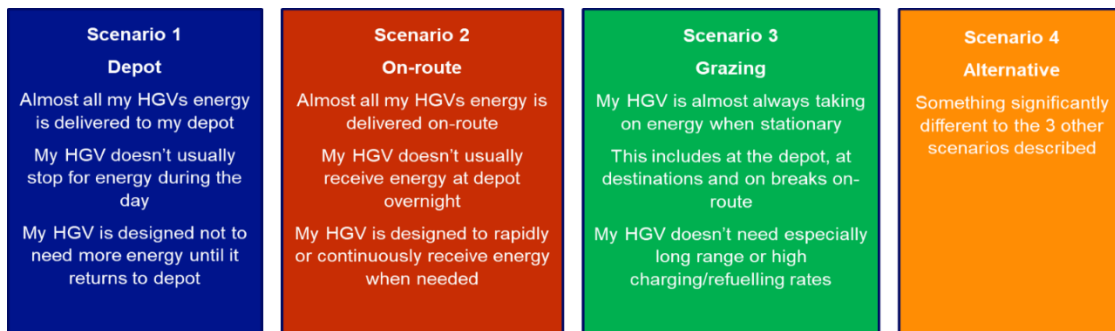 Scenario 1
Depot
Almost all my HGVs energy
is delivered to my depot
My HGV doesn't usually
stop for energy during the
day
My HGV is designed not to
need more energy until it
returns to depot
Scenario 2
On-route
Almost all my HGVs energy is
delivered on-route
My HGV doesn't usually
receive energy at depot
overnight
My HGV is designed to rapidly
or continuously receive energy
when needed
Scenario 3
Grazing
My HGV is almost always taking
on energy when stationary
This includes at the depot, at
destinations and on breaks on-
route
My HGV doesn't need especially
long range or high
charging/refuelling rates
Scenario 4
Alternative
Something significantly
different to the 3 other
scenarios described